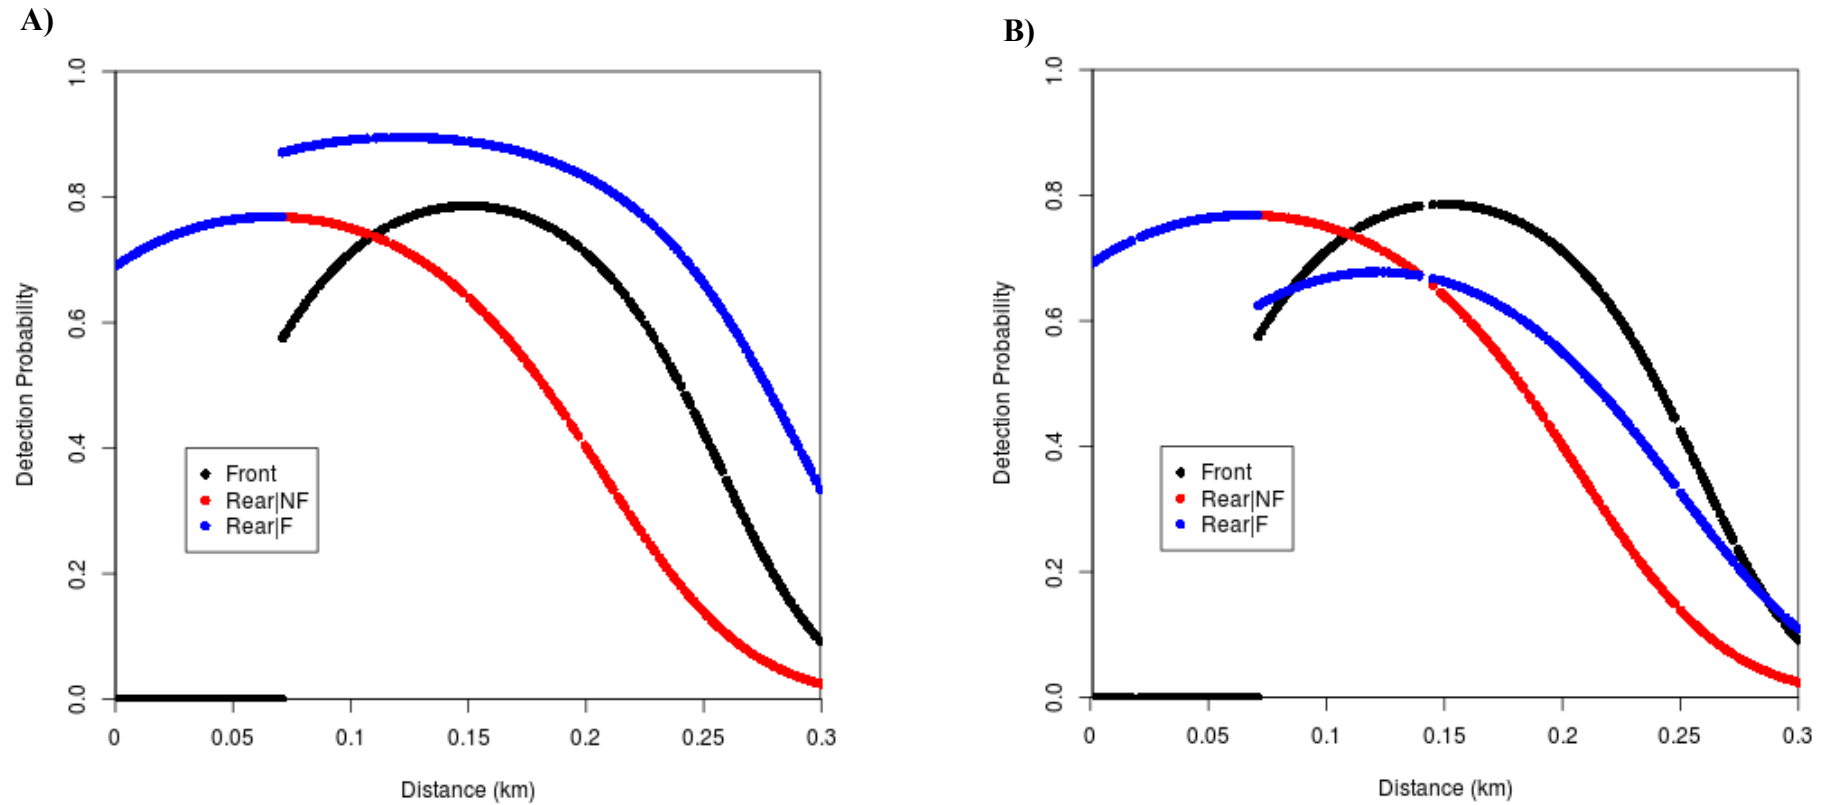 A)
Detection Probability
1.0
0.8
0.6
0.4
0.2
0.0
Front
Rear|NF
Rear|F
0 0.05 0.1 0.15 0.2 0.25 0.3
Distance (km)
B)
Detection Probability
1.0
0.8
0.6
0.4
0.2
0.0
Front
Rear|NF
Rear|F
0 0.05 0.1 0.15 0.2 0.25 0.3
Distance (km)